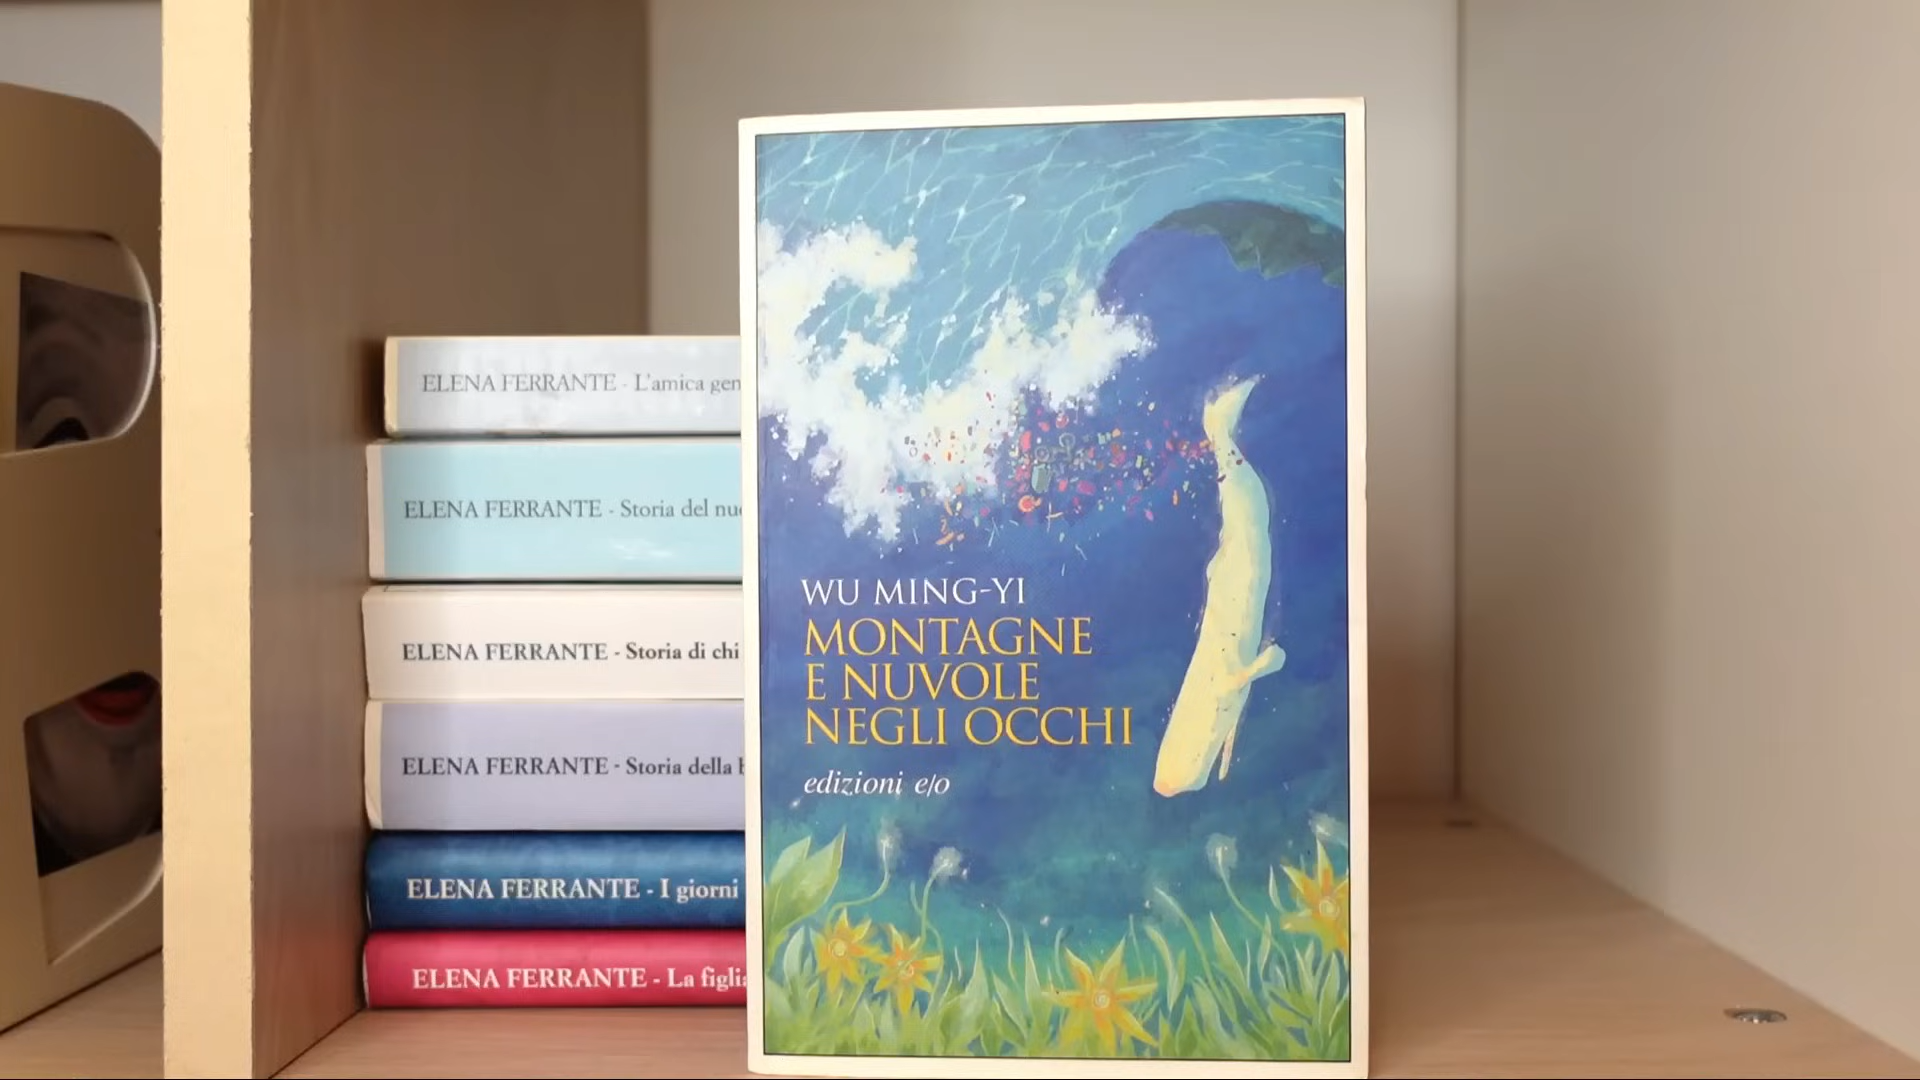 ELENA FERRANTE - L'amica gen
ELENA FERRANTE - Storia del nuo
ELENA FERRANTE - Storia di chi
ELENA FERRANTE - Storia della b
ELENA FERRANTE - I giorni
ELENA FERRANTE - La figlia
WU MING-YI
MONTAGNE
E NUVOLE
NEGLI OCCHI
edizioni e/o